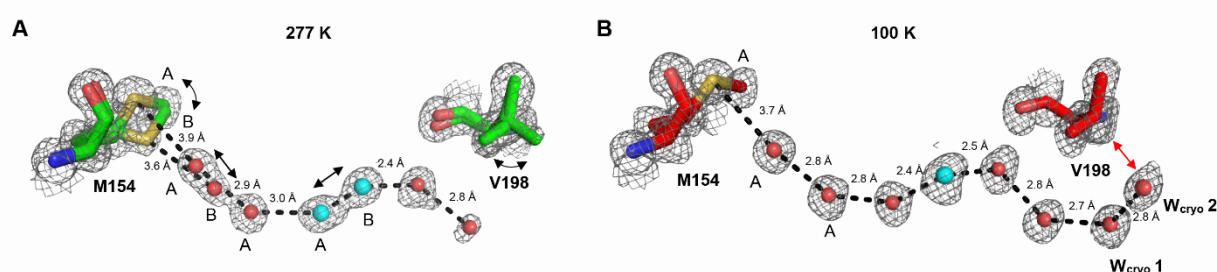 A
277 K
B
100 K
A
B
3.9 Å
3.6 Å
M154
A
B
2.9 Å
A
3.0 Å
A
B
2.4 Å
2.8 Å
V198
A
3.7 Å
M154
A
2.8 Å
A
2.8 Å
2.4 Å
2.5 Å
2.8 Å
2.7 Å
2.8 Å
V198
Wcryo 2
Wcryo 1